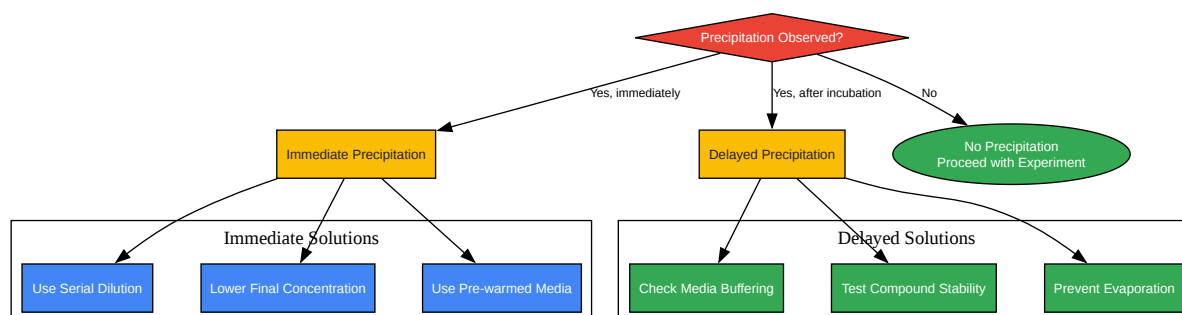 Precipitation Observed?
Yes, immediately
Yes, after incubation
No
Immediate Precipitation
Delayed Precipitation
No Precipitation
Proceed with Experiment
Immediate Solutions
Delayed Solutions
Use Serial Dilution
Lower Final Concentration
Use Pre-warmed Media
Check Media Buffering
Test Compound Stability
Prevent Evaporation